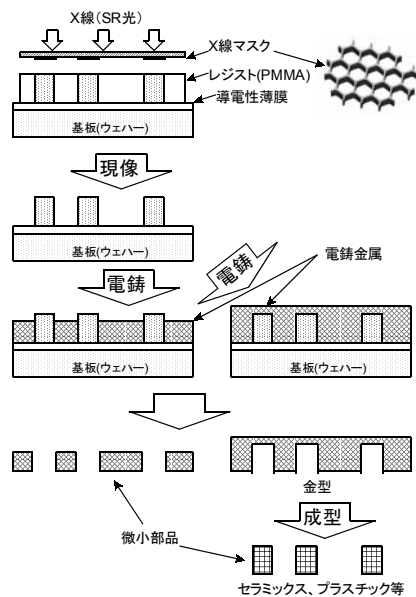 X線(SR光)
X線マスク
レジスト(PMMA)
導電性薄膜
基板(ウェハー)
現像
基板(ウェハー)
電鋳
電鋳
電鋳金属
基板(ウェハー)
基板(ウェハー)
金型
成型
微小部品
セラミックス、プラスチック等